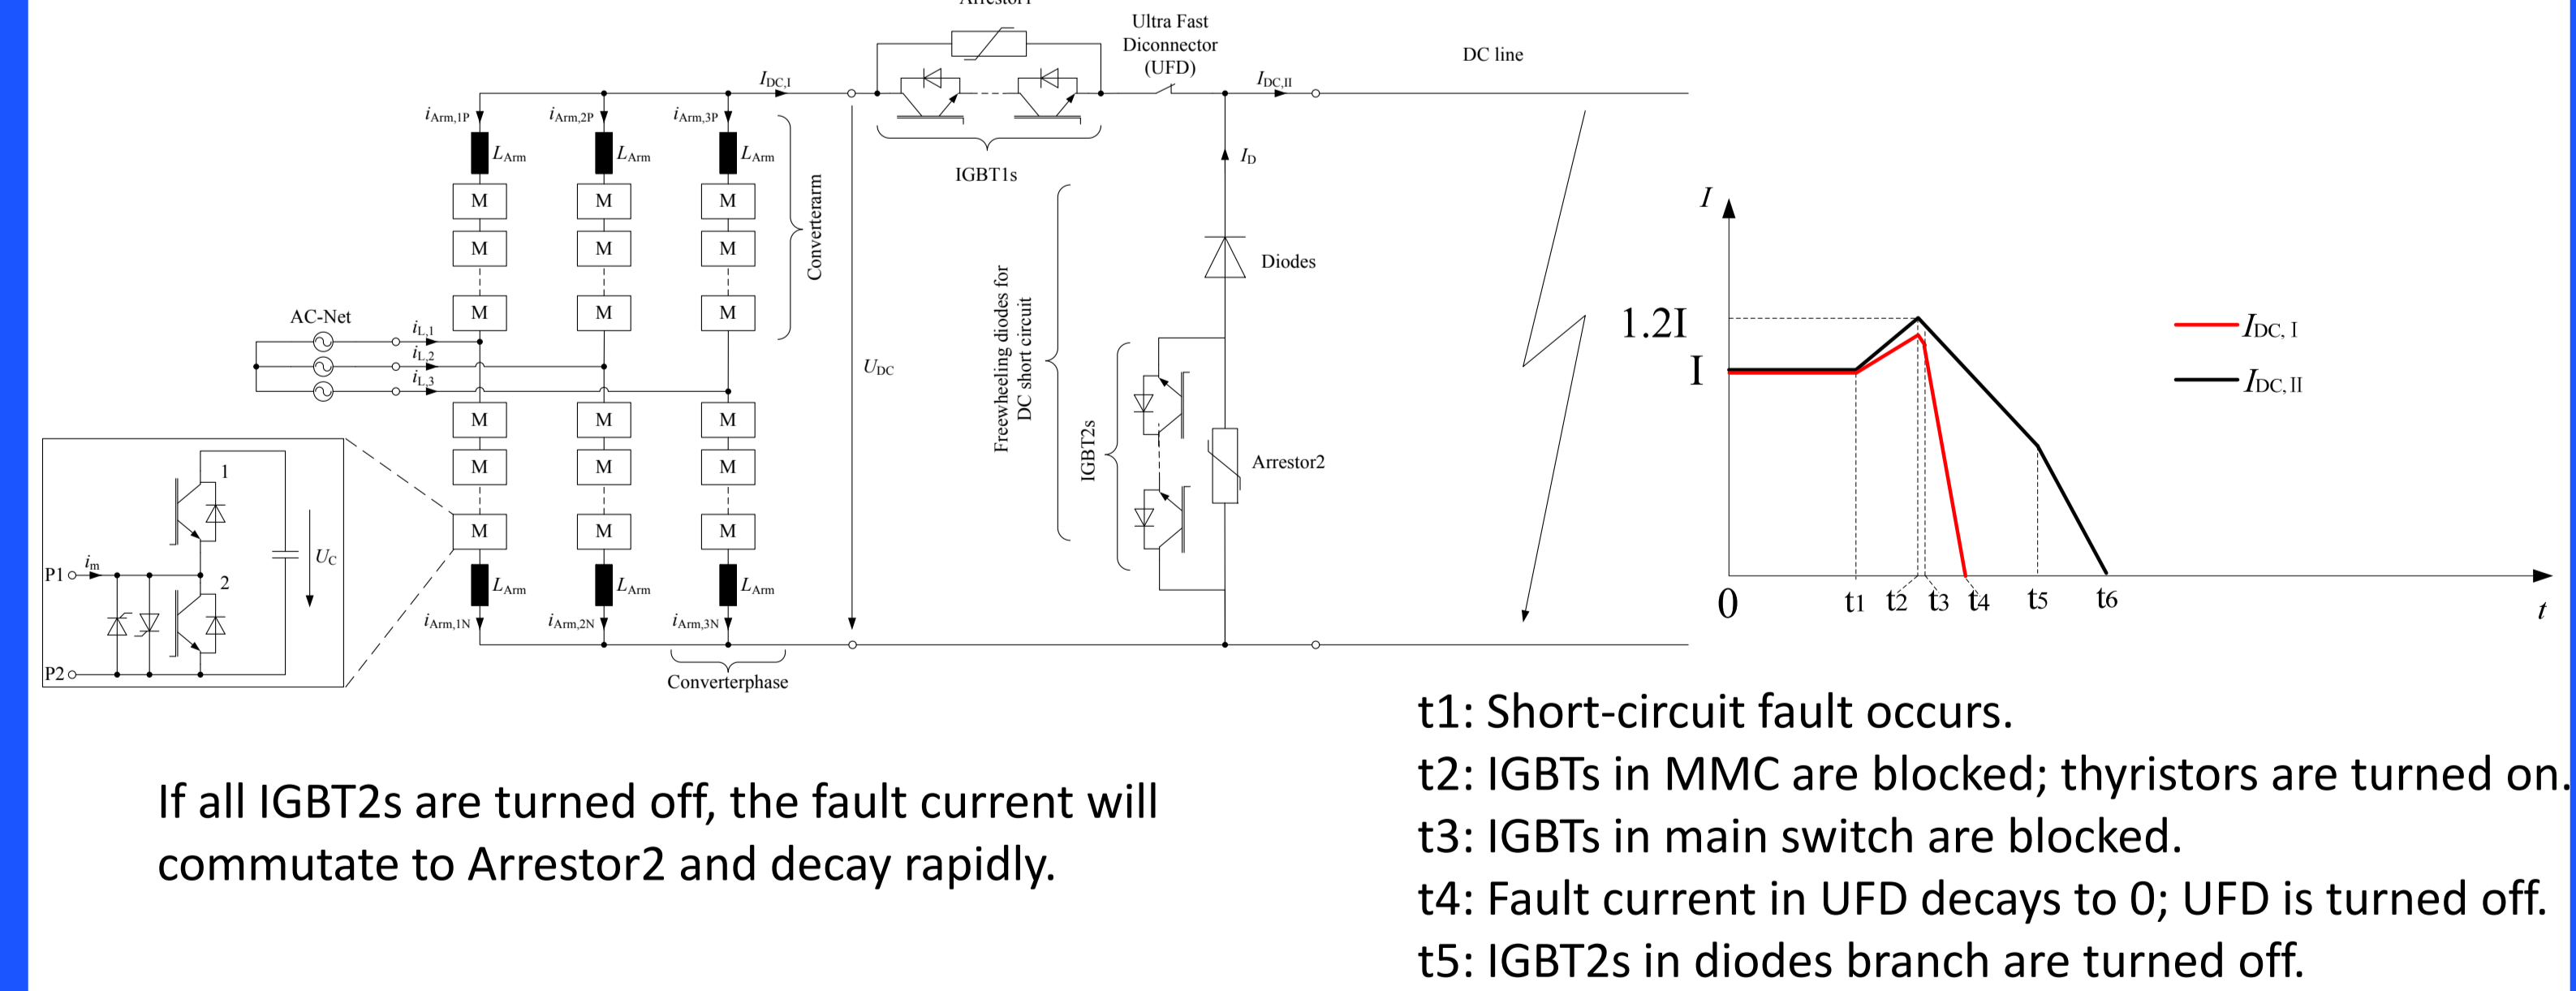 Arrestor1
Ultra Fast
Diconnector
(UFD)
DC line
I_DC,I
I_DC,II
i_Arm,1P
i_Arm,2P
i_Arm,3P
L_Arm
L_Arm
L_Arm
I_D
IGBT1s
M
M
M
M
M
M
M
M
M
Converterarm
Freewheeling diodes for
DC short circuit
Diodes
AC-Net
i_L,1
i_L,2
i_L,3
U_DC
M
M
M
M
M
M
M
M
M
IGBT2s
Arrestor2
1
2
U_C
P1
i_m
P2
L_Arm
L_Arm
L_Arm
i_Arm,1N
i_Arm,2N
i_Arm,3N
Converterphase
I
1.2I
I
I_DC, I
I_DC, II
0
t1
t2
t3
t4
t5
t6
t
If all IGBT2s are turned off, the fault current will
commutate to Arrestor2 and decay rapidly.
t1: Short-circuit fault occurs.
t2: IGBTs in MMC are blocked; thyristors are turned on.
t3: IGBTs in main switch are blocked.
t4: Fault current in UFD decays to 0; UFD is turned off.
t5: IGBT2s in diodes branch are turned off.